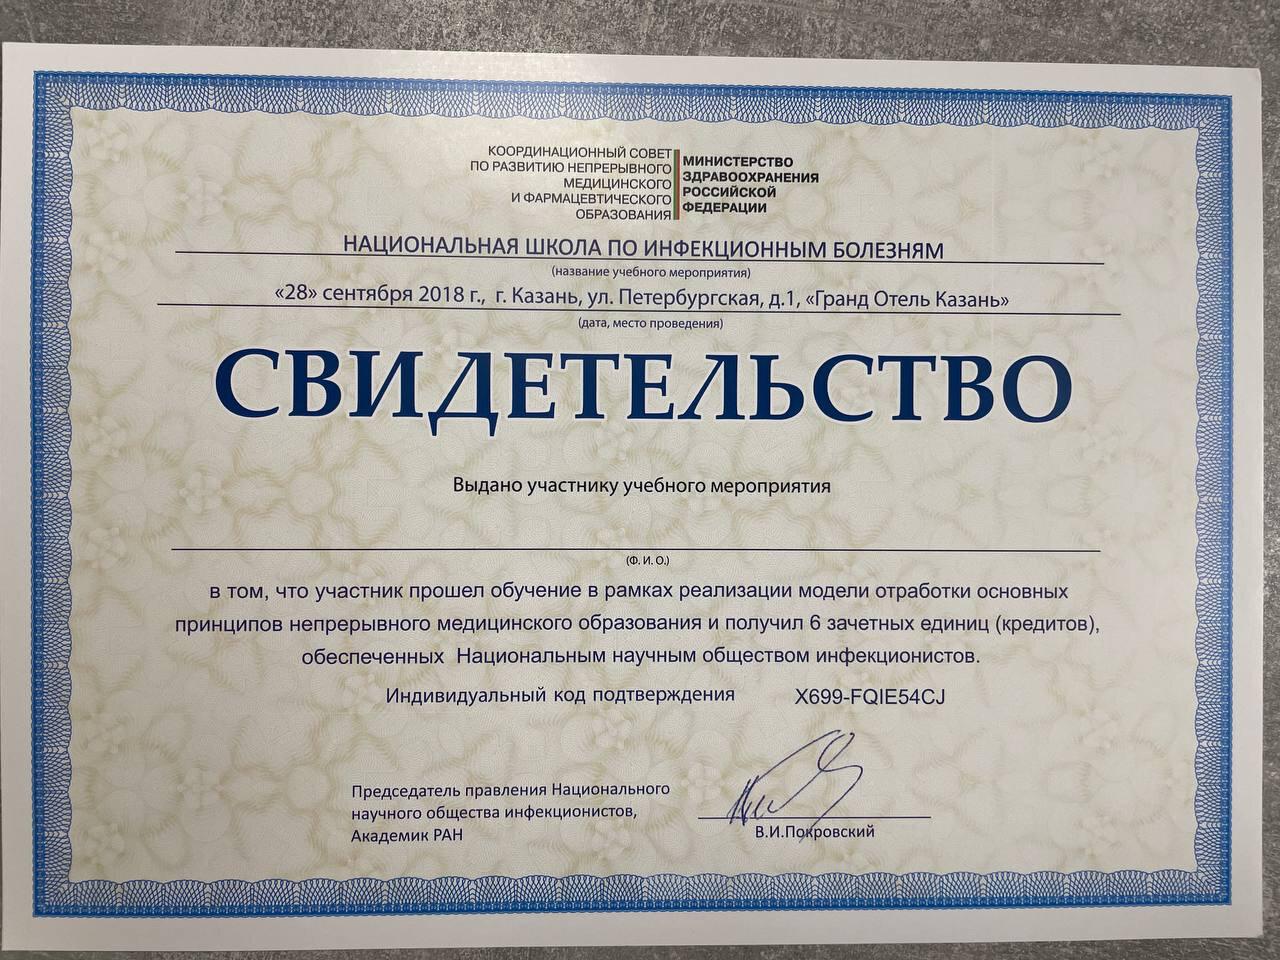 КООРДИНАЦИОННЫЙ СОВЕТ
ПО РАЗВИТИЮ НЕПРЕРЫВНОГО
МЕДИЦИНСКОГО
И ФАРМАЦЕВТИЧЕСКОГО
ОБРАЗОВАНИЯ
МИНИСТЕРСТВО
ЗДРАВООХРАНЕНИЯ
РОССИЙСКОЙ
ФЕДЕРАЦИИ
НАЦИОНАЛЬНАЯ ШКОЛА ПО ИНФЕКЦИОННЫМ БОЛЕЗНЯМ
(название учебного мероприятия)
«28» сентября 2018 г., г. Казань, ул. Петербургская, д.1, «Гранд Отель Казань»
(дата, место проведения)
СВИДЕТЕЛЬСТВО
Выдано участнику учебного мероприятия
(Ф. И. О.)
в том, что участник прошел обучение в рамках реализации модели отработки основных
принципов непрерывного медицинского образования и получил 6 зачетных единиц (кредитов),
обеспеченных Национальным научным обществом инфекционистов.
Индивидуальный код подтверждения X699-FQIE54CJ
Председатель правления Национального
научного общества инфекционистов,
Академик РАН
В.И.Покровский